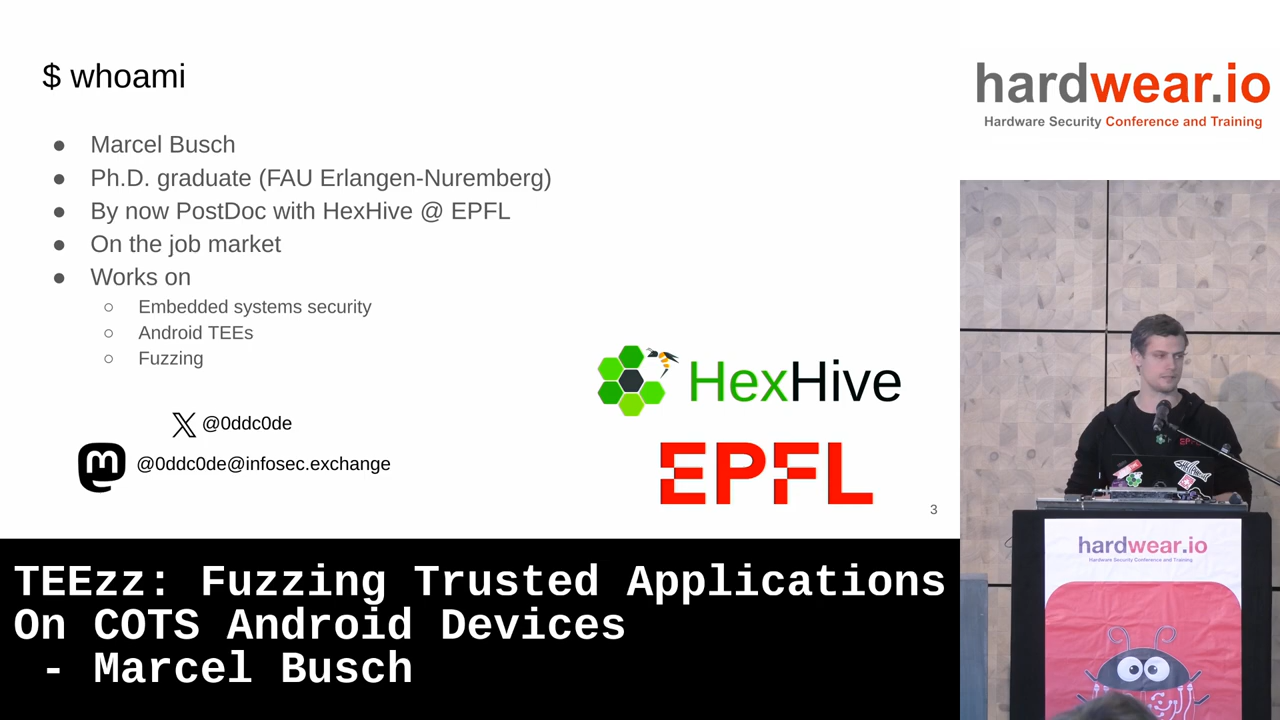 $ whoami
● Marcel Busch
● Ph.D. graduate (FAU Erlangen-Nuremberg)
● By now PostDoc with HexHive @ EPFL
● On the job market
● Works on
○ Embedded systems security
○ Android TEEs
○ Fuzzing
@0ddc0de
@0ddc0de@infosec.exchange
HexHive
EPFL
3
hardwear.io
Hardware Security Conference and Training
hardwear.io
Hardware Security Conference and Training
TEEzz: Fuzzing Trusted Applications
On COTS Android Devices
- Marcel Busch